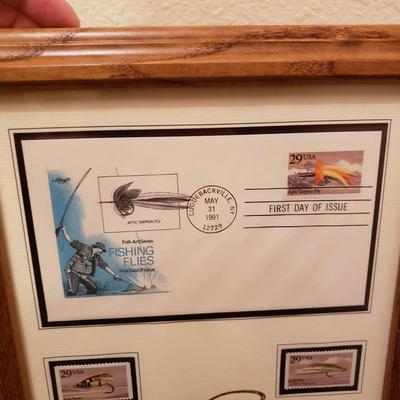 29 USA
Apte Tarpon Fly
APTE TARPON FLY
CUDDEBACKVILLE, NY
MAY
31
1991
12729
FIRST DAY OF ISSUE
Folk Art Series
FISHING
FLIES
First Day Of Issue
29 USA
29 USA